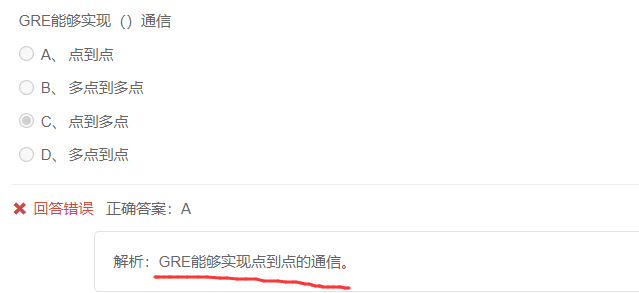 GRE能够实现（）通信
A、 点到点
B、 多点到多点
C、 点到多点
D、 多点到点
回答错误 正确答案：A
解析：GRE能够实现点到点的通信。